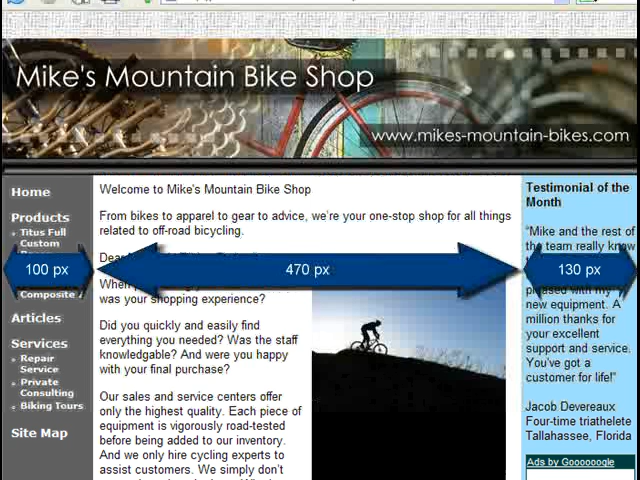 Mike's Mountain Bike Shop
www.mikes-mountain-bikes.com
Home
Products
Titus Full
Custom
Composite
Articles
Services
Repair
Service
Private
Consulting
Biking Tours
Site Map
100 px
Welcome to Mike's Mountain Bike Shop
From bikes to apparel to gear to advice, we're your one-stop shop for all things
related to off-road bicycling.
470 px
When
was your shopping experience?
Did you quickly and easily find
everything you needed? Was the staff
knowledgable? And were you happy
with your final purchase?
Our sales and service centers offer
only the highest quality. Each piece of
equipment is vigorously road-tested
before being added to our inventory.
And we only hire cycling experts to
assist customers. We simply don't
Testimonial of the
Month
“Mike and the rest of
the team really know
130 px
pleased with my
new equipment. A
million thanks for
your excellent
support and service.
You've got a
customer for life!”
Jacob Devereaux
Four-time triathelete
Tallahassee, Florida
Ads by Goooooogle